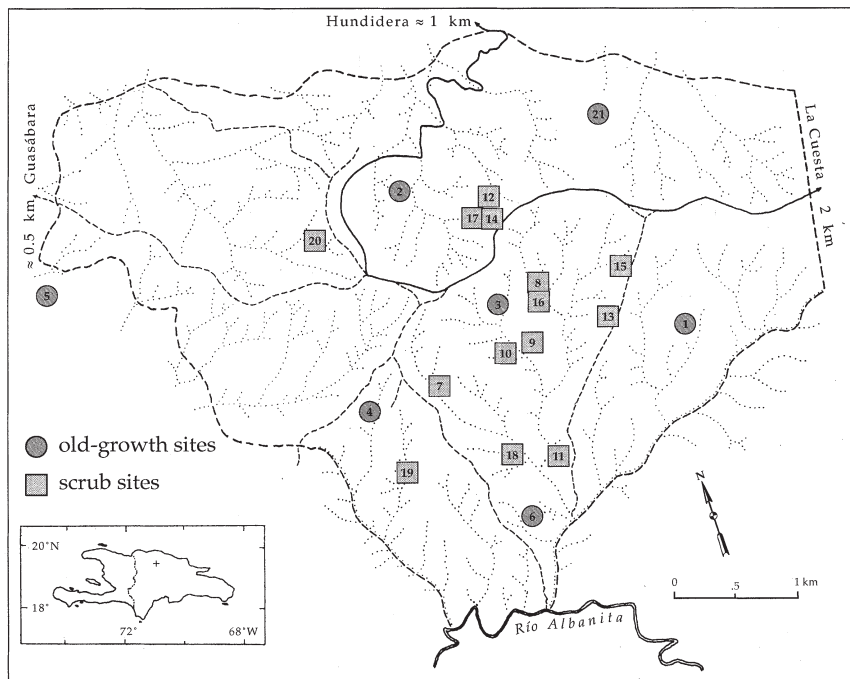 Hundidera ≈ 1 km
≈ 0.5 km Guasábara
La Cuesta
2 km
21
2
12
17
14
20
15
8
5
16
3
13
1
9
10
7
4
old-growth sites
18
11
scrub sites
19
6
N
20°N
18°
72°
68°W
0
.5
1 km
Río Albanita